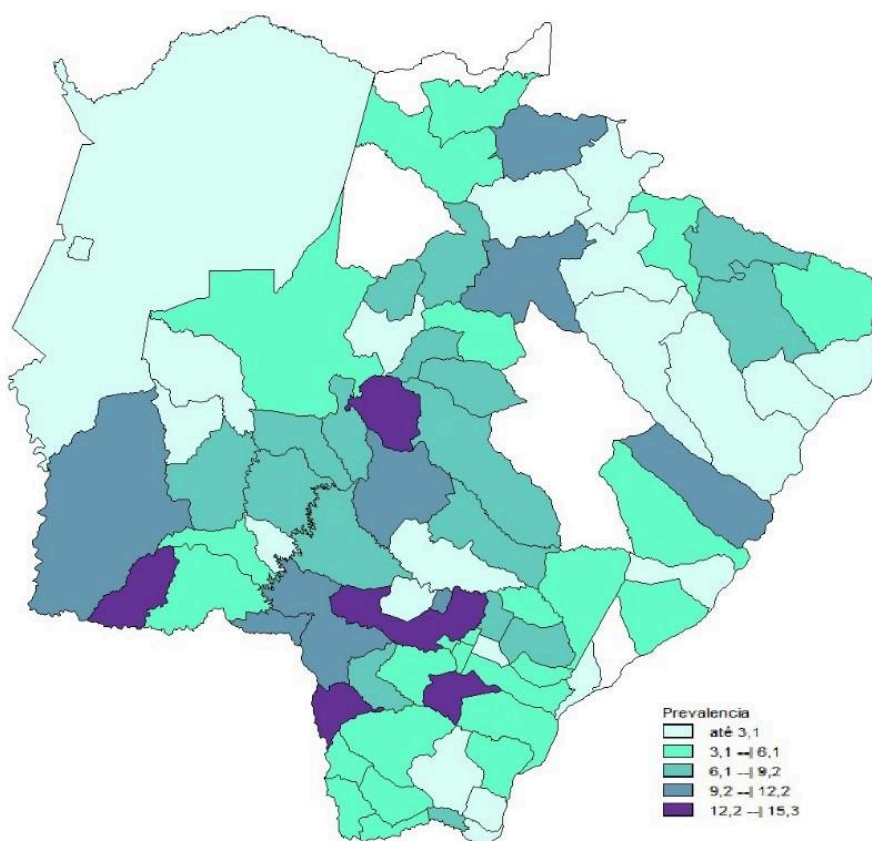 Prevalencia
até 3,1
3,1 --| 6,1
6,1 --| 9,2
9,2 --| 12,2
12,2 --| 15,3